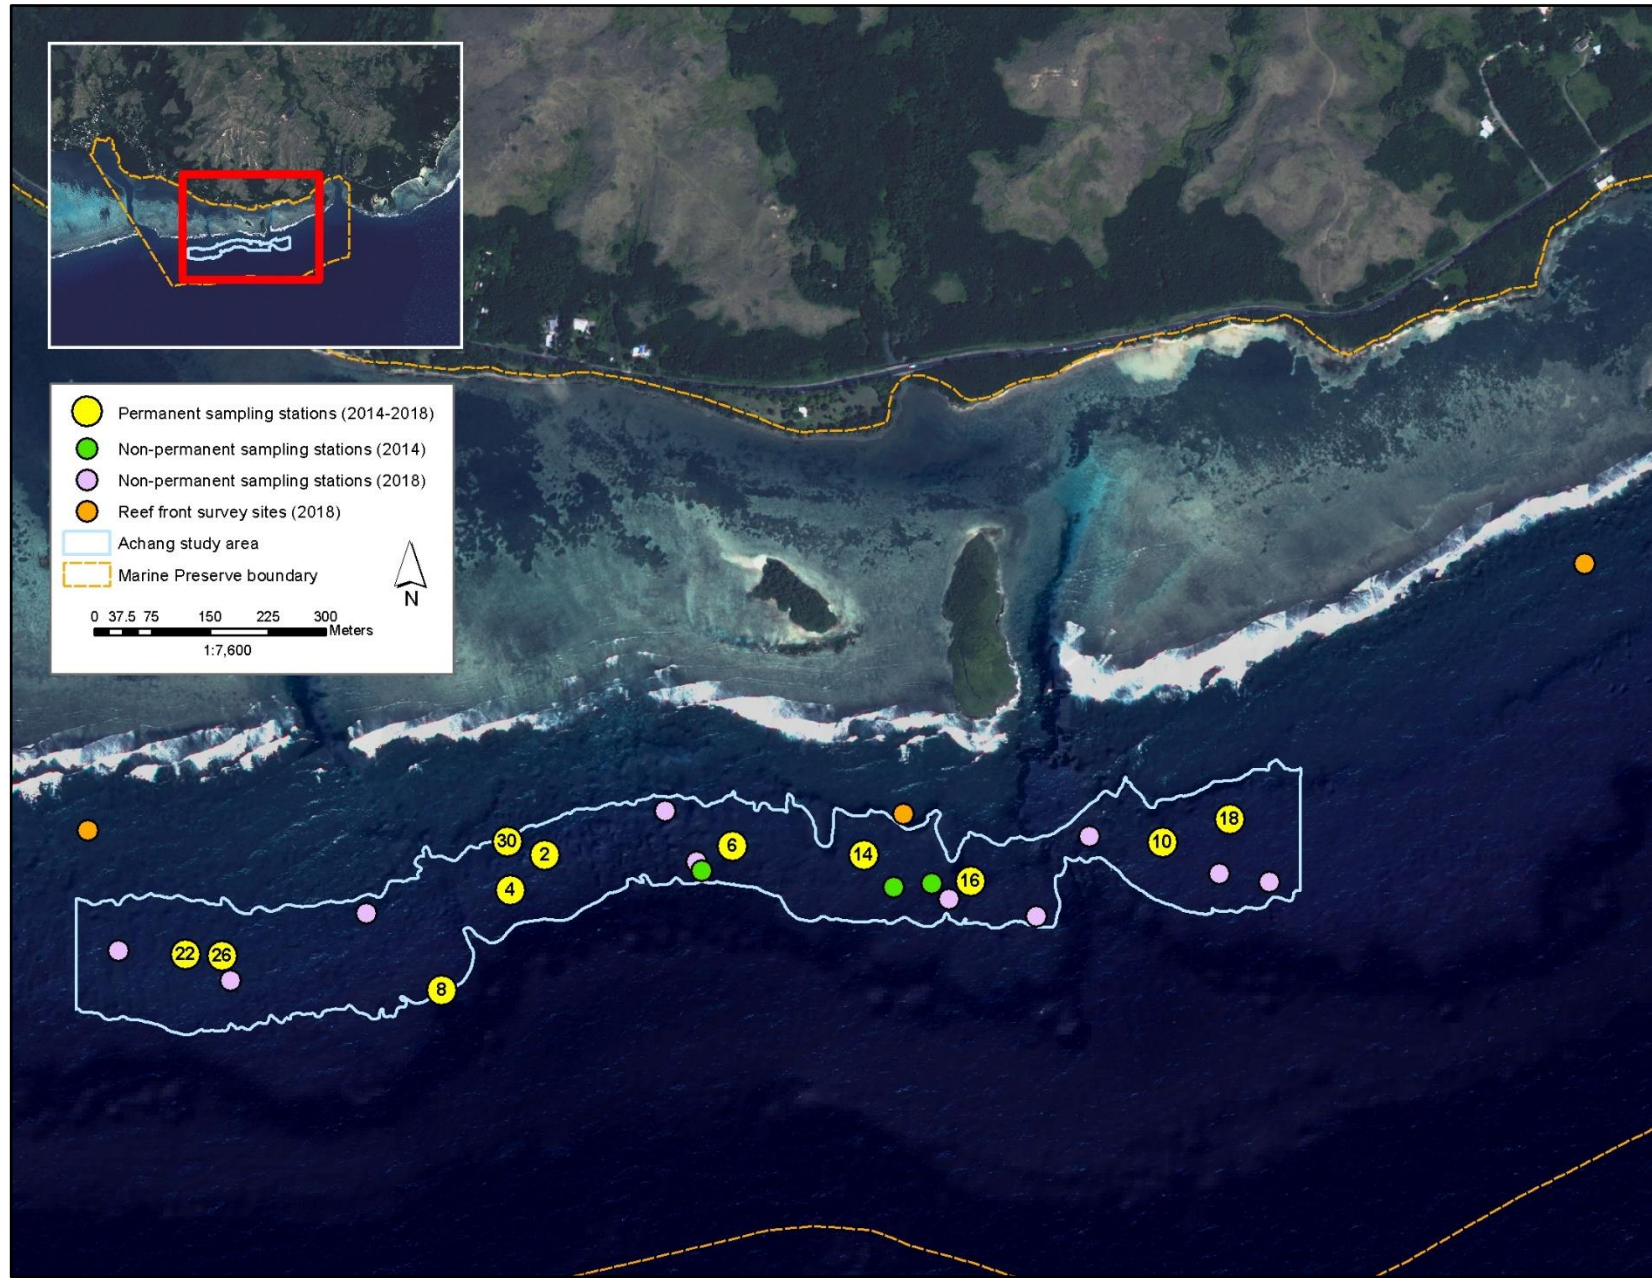 Permanent sampling stations (2014-2018)
Non-permanent sampling stations (2014)
Non-permanent sampling stations (2018)
Reef front survey sites (2018)
Achang study area
Marine Preserve boundary
N
0 37.5 75 150 225 300
Meters
1:7,600
18
30
2
6
14
10
4
16
22
26
8